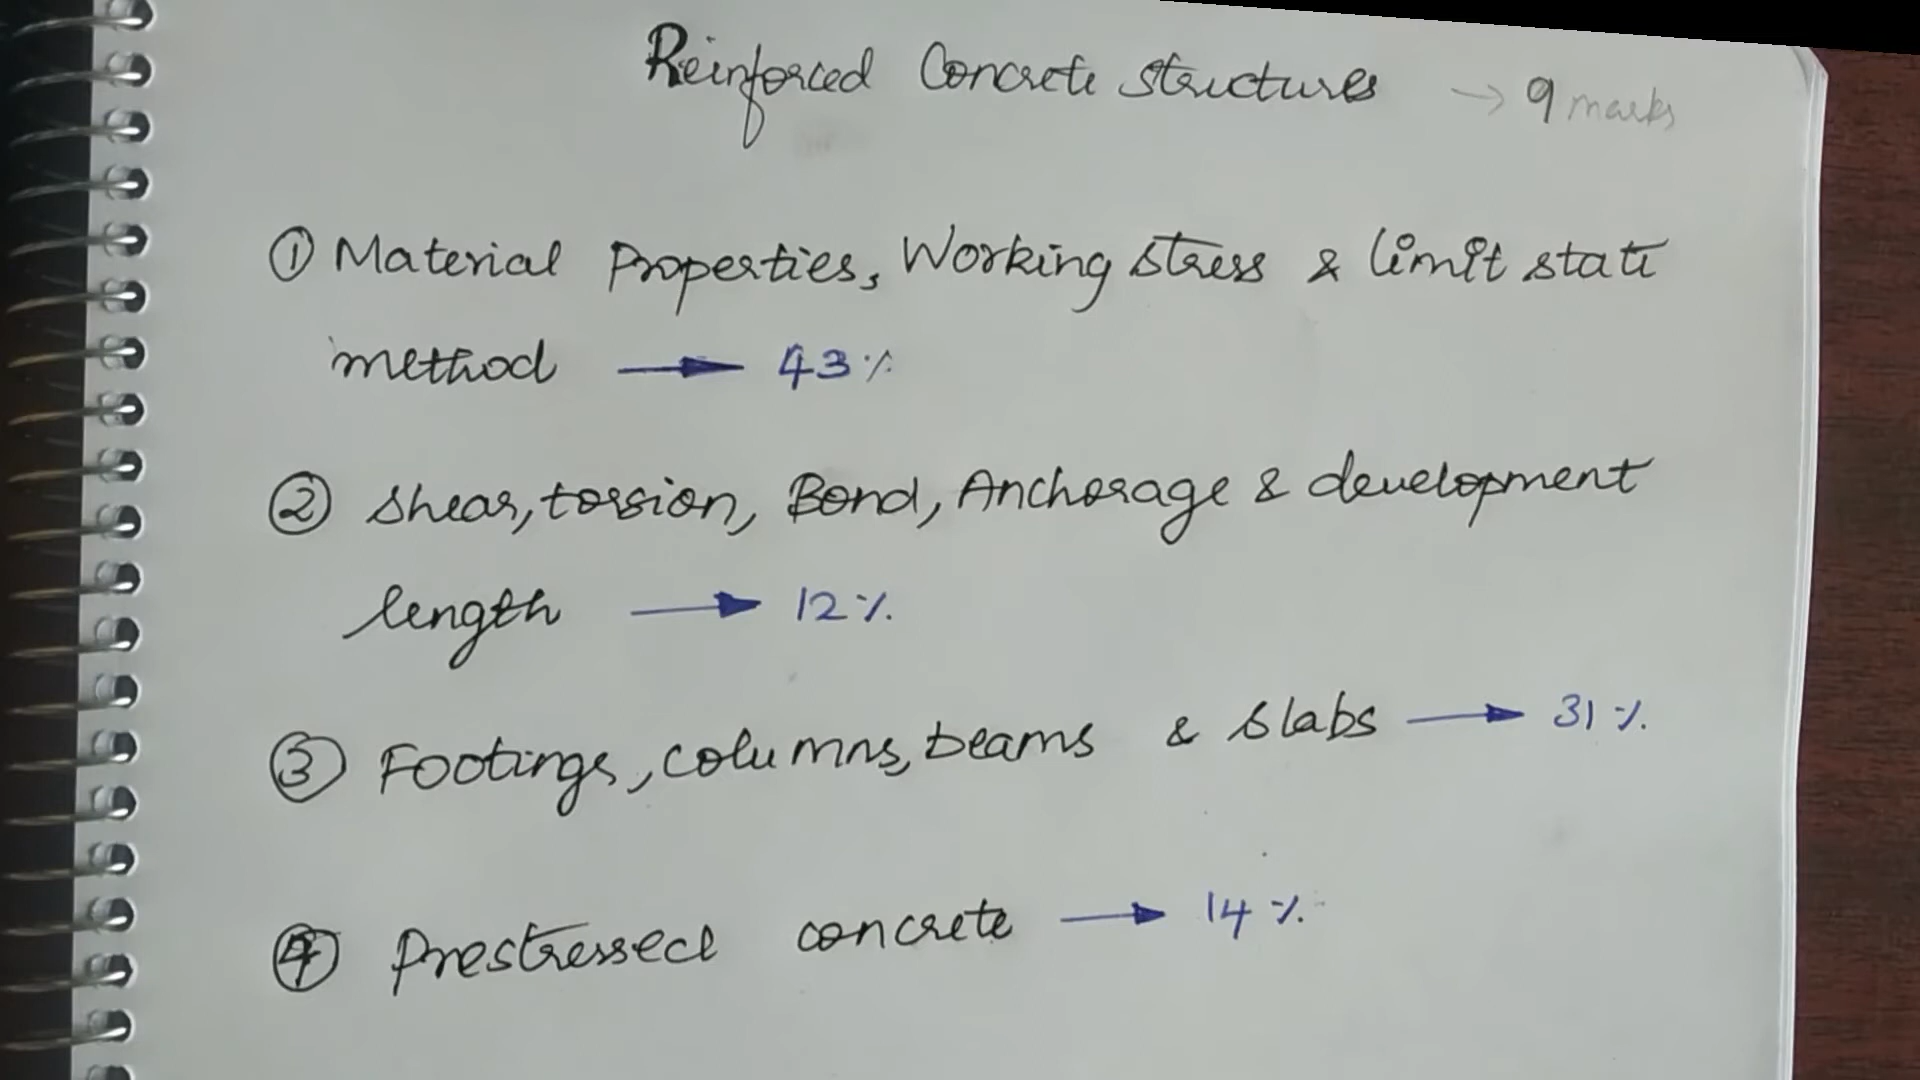 Reinforced Concrete Structures → 9 marks
① Material Properties, Working stress & limit state
method → 43%
② Shear, torsion, Bond, Anchorage & development
length → 12%
③ Footings, columns, beams & slabs → 31%
④ Prestressed concrete → 14%